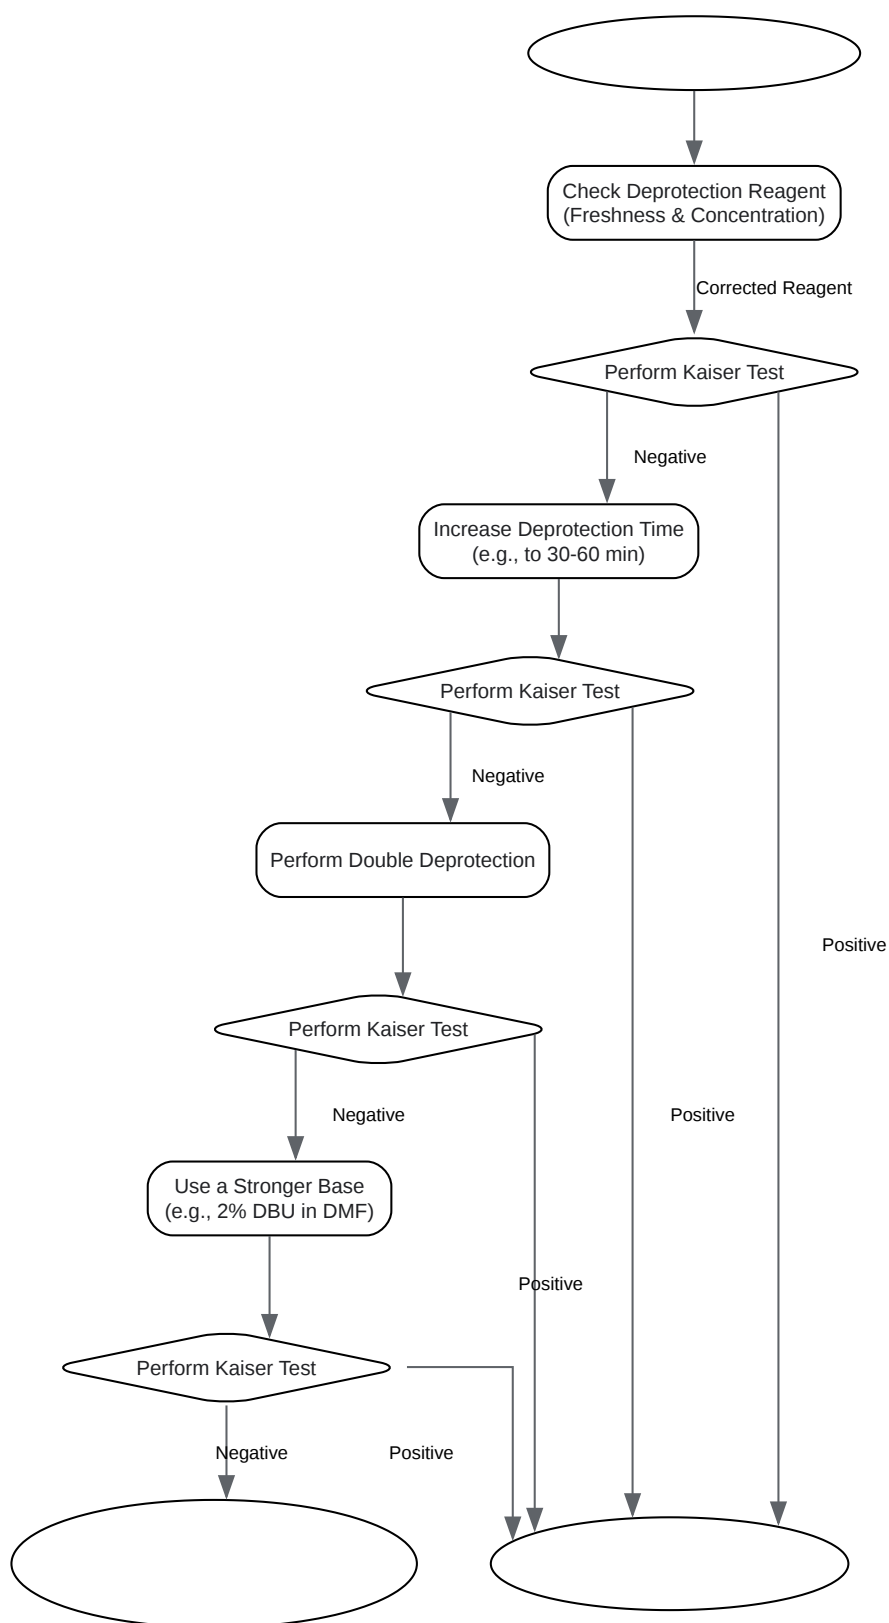 Check Deprotection Reagent
(Freshness & Concentration)
Corrected Reagent
Perform Kaiser Test
Negative
Increase Deprotection Time
(e.g., to 30-60 min)
Perform Kaiser Test
Negative
Perform Double Deprotection
Positive
Perform Kaiser Test
Negative
Positive
Use a Stronger Base
(e.g., 2% DBU in DMF)
Positive
Perform Kaiser Test
Negative
Positive